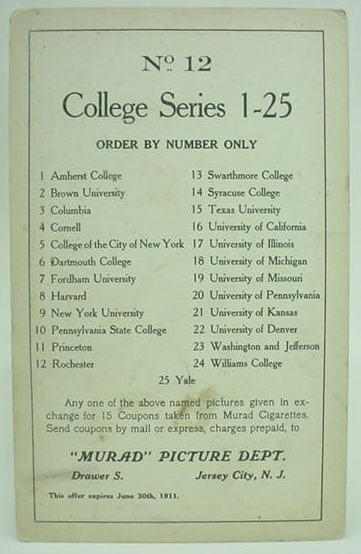 Nº 12
College Series 1-25
ORDER BY NUMBER ONLY
1 Amherst College
2 Brown University
3 Columbia
4 Cornell
5 College of the City of New York
6 Dartmouth College
7 Fordham University
8 Harvard
9 New York University
10 Pennsylvania State College
11 Princeton
12 Rochester
13 Swarthmore College
14 Syracuse College
15 Texas University
16 University of California
17 University of Illinois
18 University of Michigan
19 University of Missouri
20 University of Pennsylvania
21 University of Kansas
22 University of Denver
23 Washington and Jefferson
24 Williams College
25 Yale
Any one of the above named pictures given in ex-
change for 15 Coupons taken from Murad Cigarettes.
Send coupons by mail or express, charges prepaid, to
"MURAD" PICTURE DEPT.
Drawer S. Jersey City, N. J.
This offer expires June 30th, 1911.